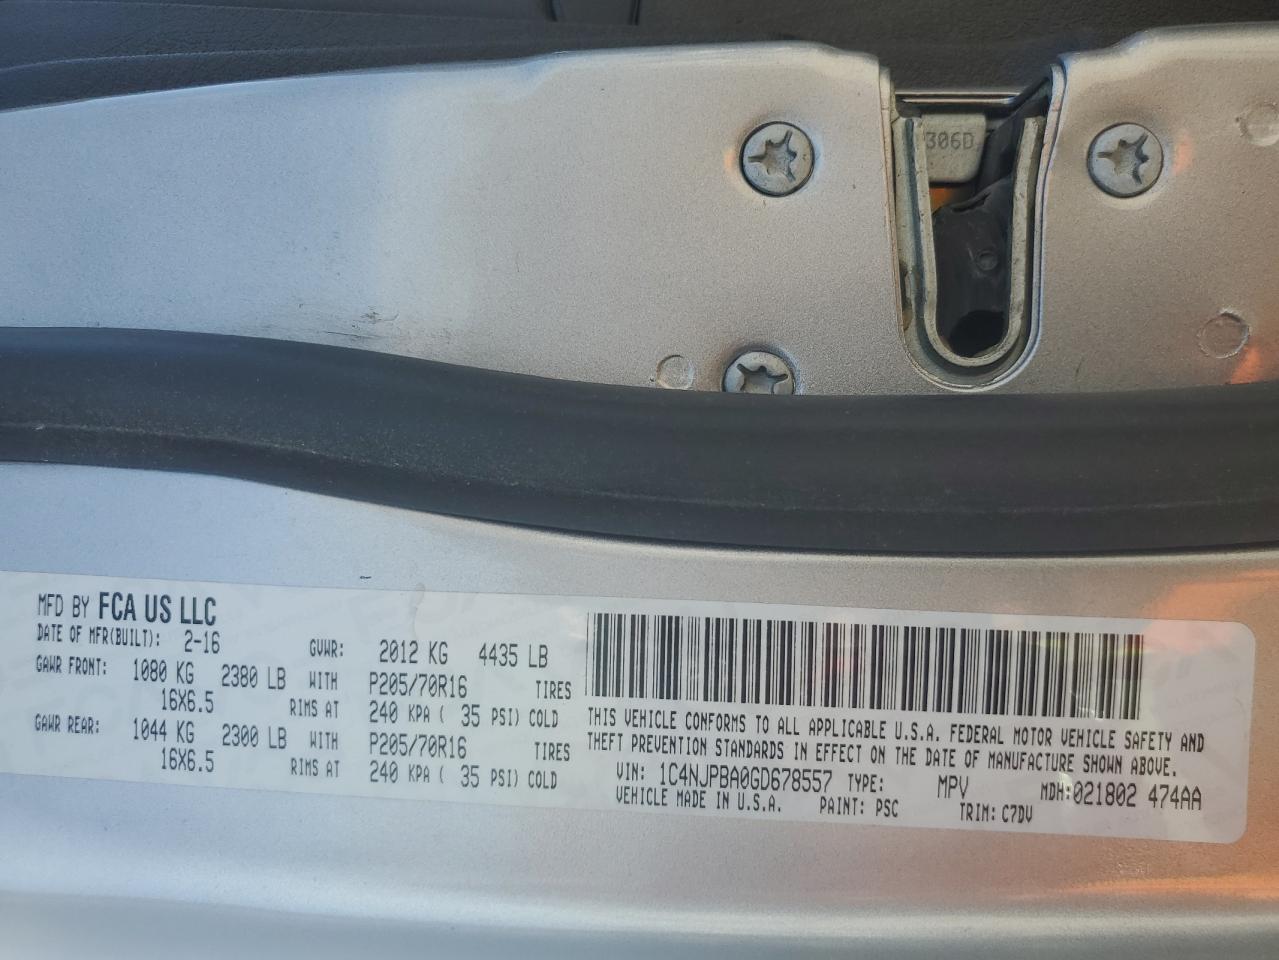 306D
MFD BY FCA US LLC
DATE OF MFR(BUILT): 2-16 GVWR: 2012 KG 4435 LB
GAWR FRONT: 1080 KG 2380 LB WITH P205/70R16 TIRES
16X6.5 RIMS AT 240 KPA ( 35 PSI) COLD
GAWR REAR: 1044 KG 2300 LB WITH P205/70R16 TIRES
16X6.5 RIMS AT 240 KPA ( 35 PSI) COLD
THIS VEHICLE CONFORMS TO ALL APPLICABLE U.S.A. FEDERAL MOTOR VEHICLE SAFETY AND
THEFT PREVENTION STANDARDS IN EFFECT ON THE DATE OF MANUFACTURE SHOWN ABOVE.
VIN: 1C4NJPBA0GD678557 TYPE: MPV MDH:021802 474AA
VEHICLE MADE IN U.S.A. PAINT: PSC TRIM: C7DV